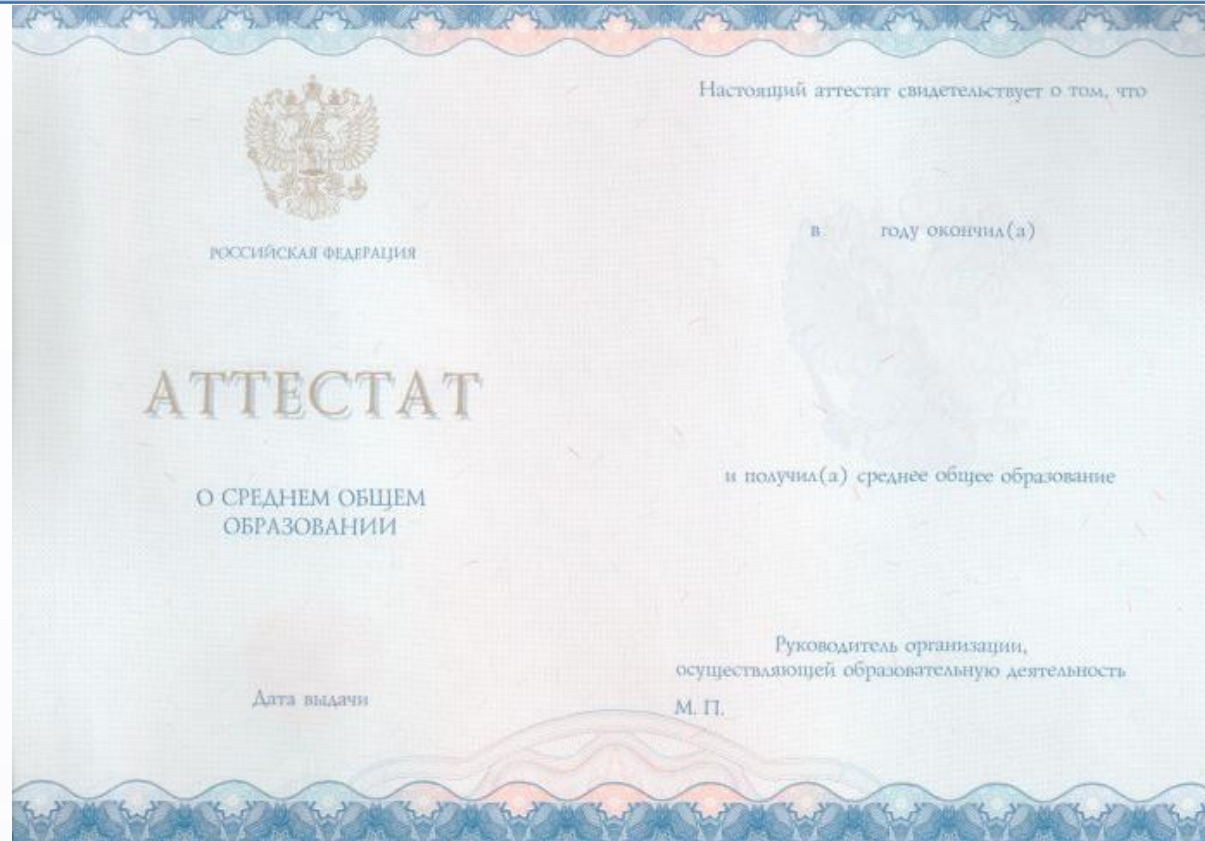 РОССИЙСКАЯ ФЕДЕРАЦИЯ
АТТЕСТАТ
О СРЕДНЕМ ОБЩЕМ
ОБРАЗОВАНИИ
Дата выдачи
Настоящий аттестат свидетельствует о том, что
в году окончил(а)
и получил(а) среднее общее образование
Руководитель организации,
осуществляющей образовательную деятельность
М. П.